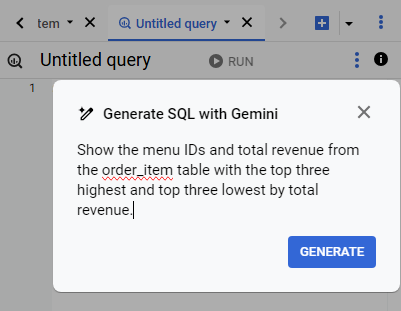 tem Untitled query
Untitled query RUN
1
Generate SQL with Gemini
Show the menu IDs and total revenue from
the order_item table with the top three
highest and top three lowest by total
revenue.
GENERATE